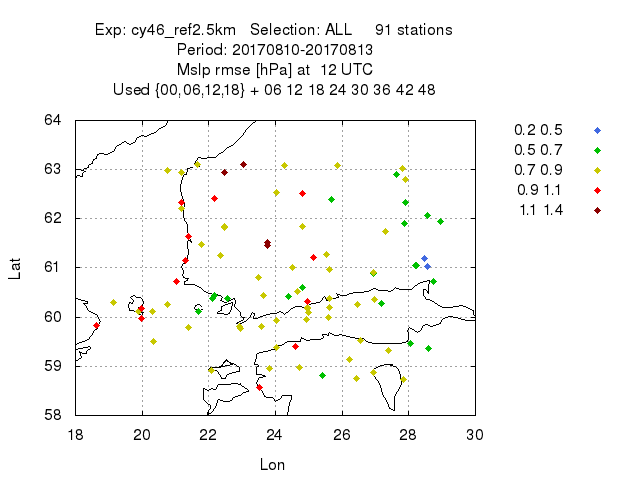 Exp: cy46_ref2.5km   Selection: ALL     91 stations
Period: 20170810-20170813
Mslp rmse [hPa] at  12 UTC
Used {00,06,12,18} + 06 12 18 24 30 36 42 48
64
63
62
61
60
59
58
Lat
18 20 22 24 26 28 30
Lon
0.2 0.5
0.5 0.7
0.7 0.9
0.9 1.1
1.1 1.4